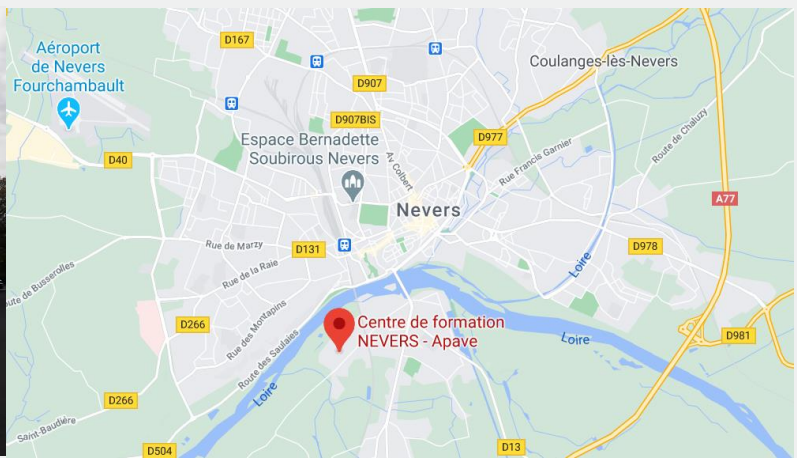 D167
Aéroport
de Nevers
Fourchambault
Coulanges-lès-Nevers
D907
D907BIS
Espace Bernadette
Soubirous Nevers
D977
D40
Av Colbert
Rue Francis Garnier
Route de Chaluzy
A77
Nevers
Rue de Marzy
D131
D978
Rue de la Raie
Loire
Route de Busserolles
Rue des Montapins
D266
Centre de formation
NEVERS - Apave
Loire
D981
Route des Saulaies
Loire
D266
Saint-Baudière
D504
D13